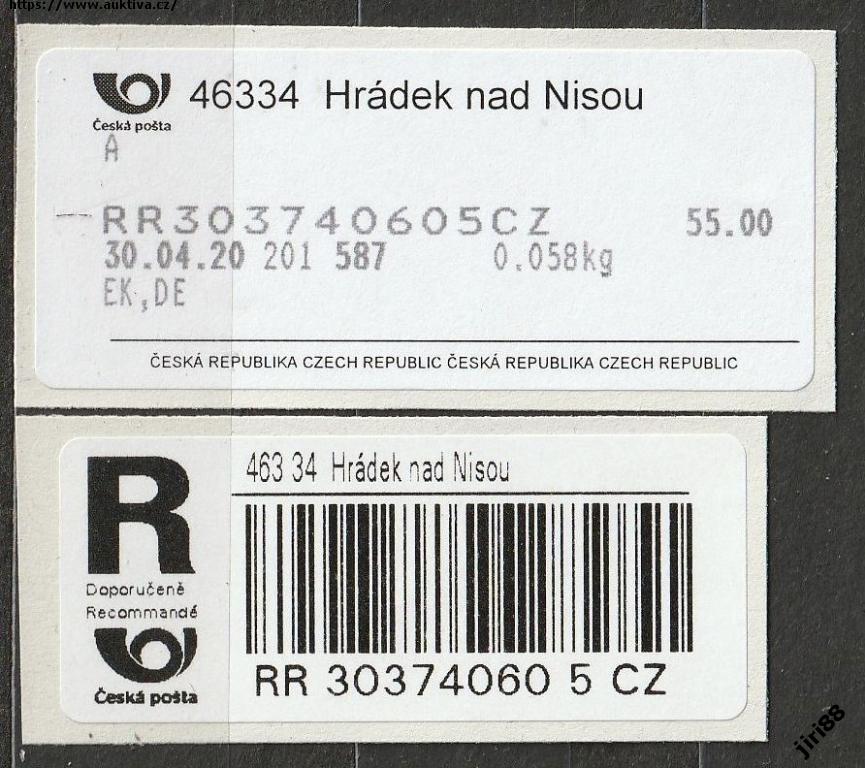 https://www.auktiva.cz/
46334 Hrádek nad Nisou
Česká pošta
A
RR303740605CZ 55.00
30.04.20 201 587 0.058kg
EK,DE
ČESKÁ REPUBLIKA CZECH REPUBLIC ČESKÁ REPUBLIKA CZECH REPUBLIC
R
463 34 Hrádek nad Nisou
Doporučeně
Recommandé
Česká pošta
RR 30374060 5 CZ
jiri88